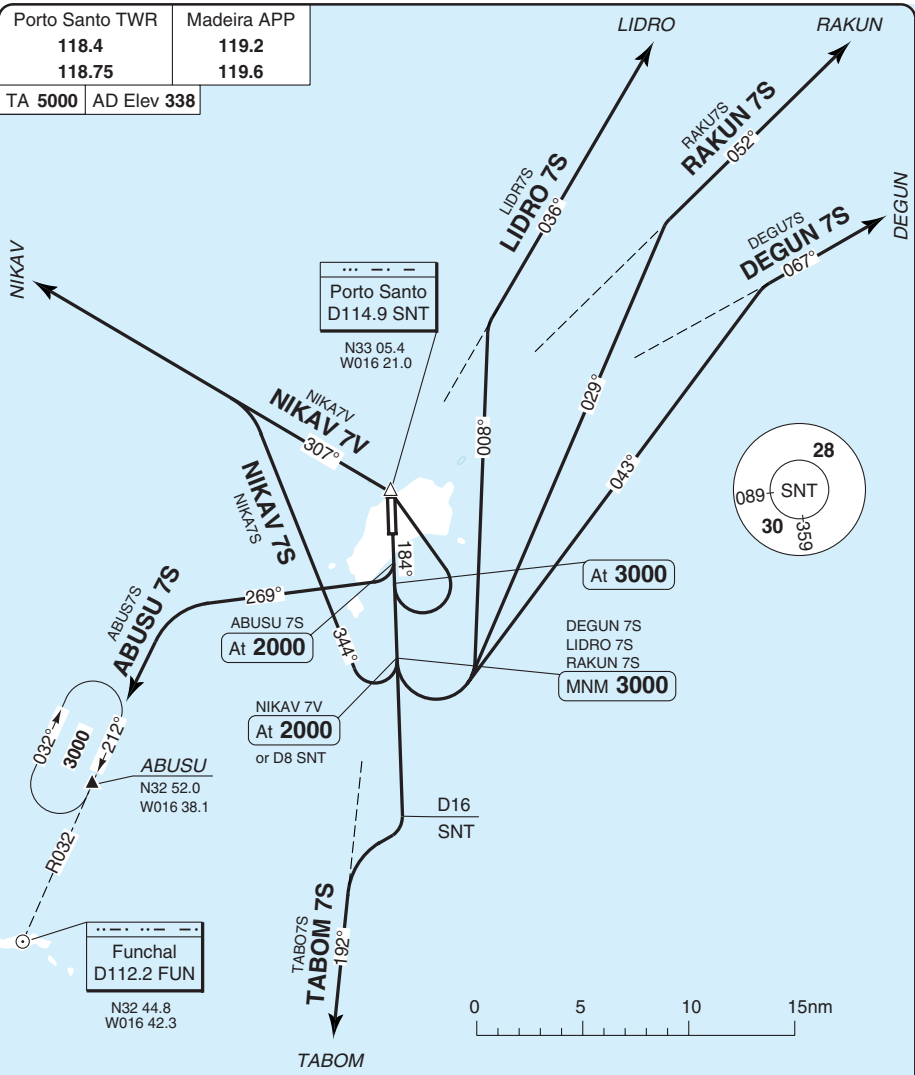 Porto Santo TWR
118.4
118.75
Madeira APP
119.2
119.6
TA 5000
AD Elev 338
LIDRO
RAKUN
DEGUN
NIKAV
LIDR7S
LIDRO 7S
036°
RAKU7S
RAKUN 7S
052°
DEGU7S
DEGUN 7S
067°
Porto Santo
D114.9 SNT
N33 05.4
W016 21.0
NIKA7V
NIKAV 7V
307°
NIKAV 7S
NIKA7S
008°
029°
043°
28
089
SNT
30
359
184°
At 3000
269°
ABUS7S
ABUSU 7S
ABUSU 7S
At 2000
344°
DEGUN 7S
LIDRO 7S
RAKUN 7S
MNM 3000
NIKAV 7V
At 2000
or D8 SNT
032°
3000
212°
ABUSU
N32 52.0
W016 38.1
R032
D16
SNT
TABO7S
TABOM 7S
192°
Funchal
D112.2 FUN
N32 44.8
W016 42.3
0 5 10 15nm
TABOM